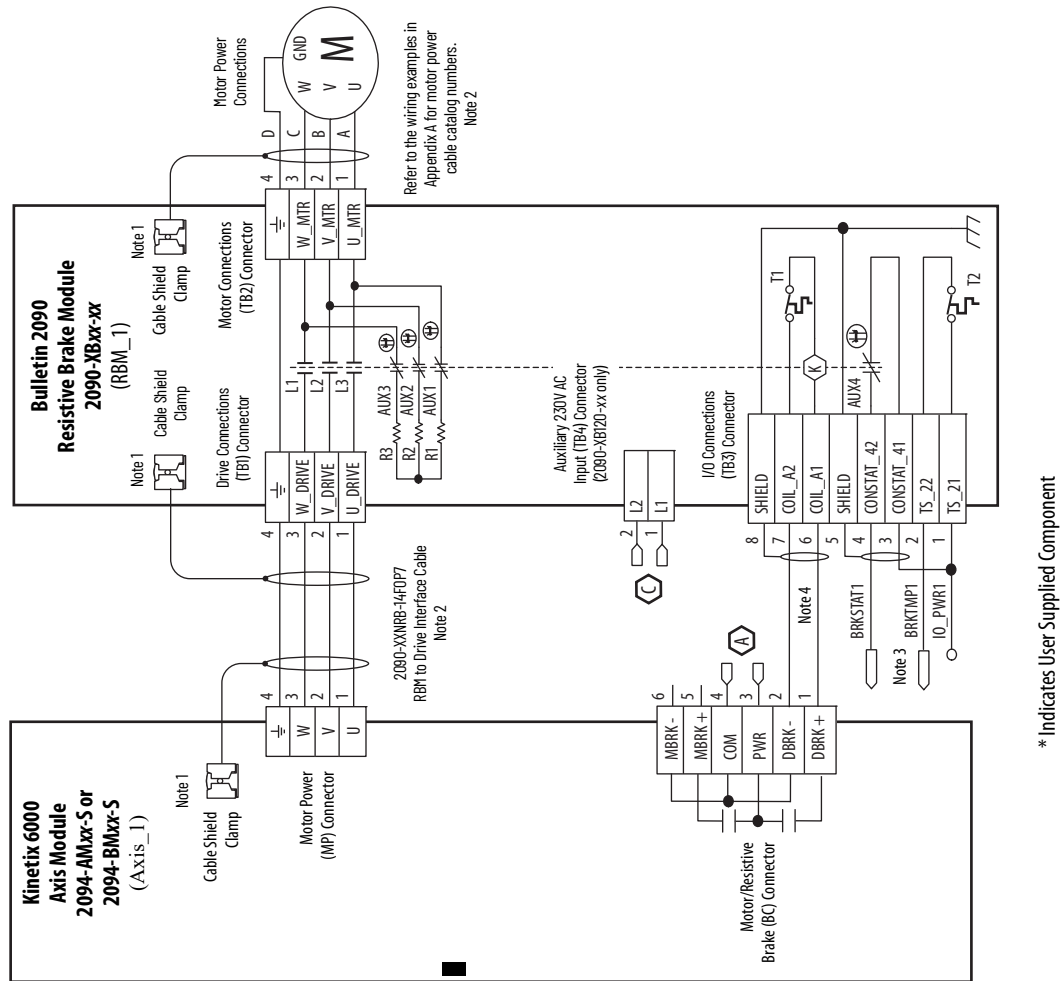 Kinetix 6000
Axis Module
2094-AMxx-S or
2094-BMxx-S
(Axis_1)
Note 1
Cable Shield
Clamp
Motor Power
(MP) Connector
W
V
U
4
3
2
1
Motor/Resistive
Brake (BC) Connector
MBRK -
MBRK +
COM
PWR
DBRK -
DBRK +
6
5
4
3
2
1
A
2090-XXNRB-14F0P7
RBM to Drive Interface Cable
Note 2
Bulletin 2090
Resistive Brake Module
2090-XBxx-xx
(RBM_1)
Note 1
Cable Shield
Clamp
Note 1
Cable Shield
Clamp
Drive Connections
(TB1) Connector
4
3
2
1
W_DRIVE
V_DRIVE
U_DRIVE
L1
L2
L3
R3
R2
R1
AUX3
AUX2
AUX1
Motor Connections
(TB2) Connector
W_MTR
V_MTR
U_MTR
4
3
2
1
D
C
B
A
Motor Power
Connections
GND
W
V
U
M
Refer to the wiring examples in
Appendix A for motor power
cable catalog numbers.
Note 2
Auxiliary 230V AC
Input (TB4) Connector
(2090-XB120-xx only)
L2
L1
2
1
C
I/O Connections
(TB3) Connector
SHIELD
COIL_A2
COIL_A1
SHIELD
CONSTAT_42
CONSTAT_41
TS_22
TS_21
8
7
6
5
4
3
2
1
Note 4
BRKSTAT1
Note 3
BRKTMP1
IO_PWR1
K
AUX4
T1
T2
* Indicates User Supplied Component